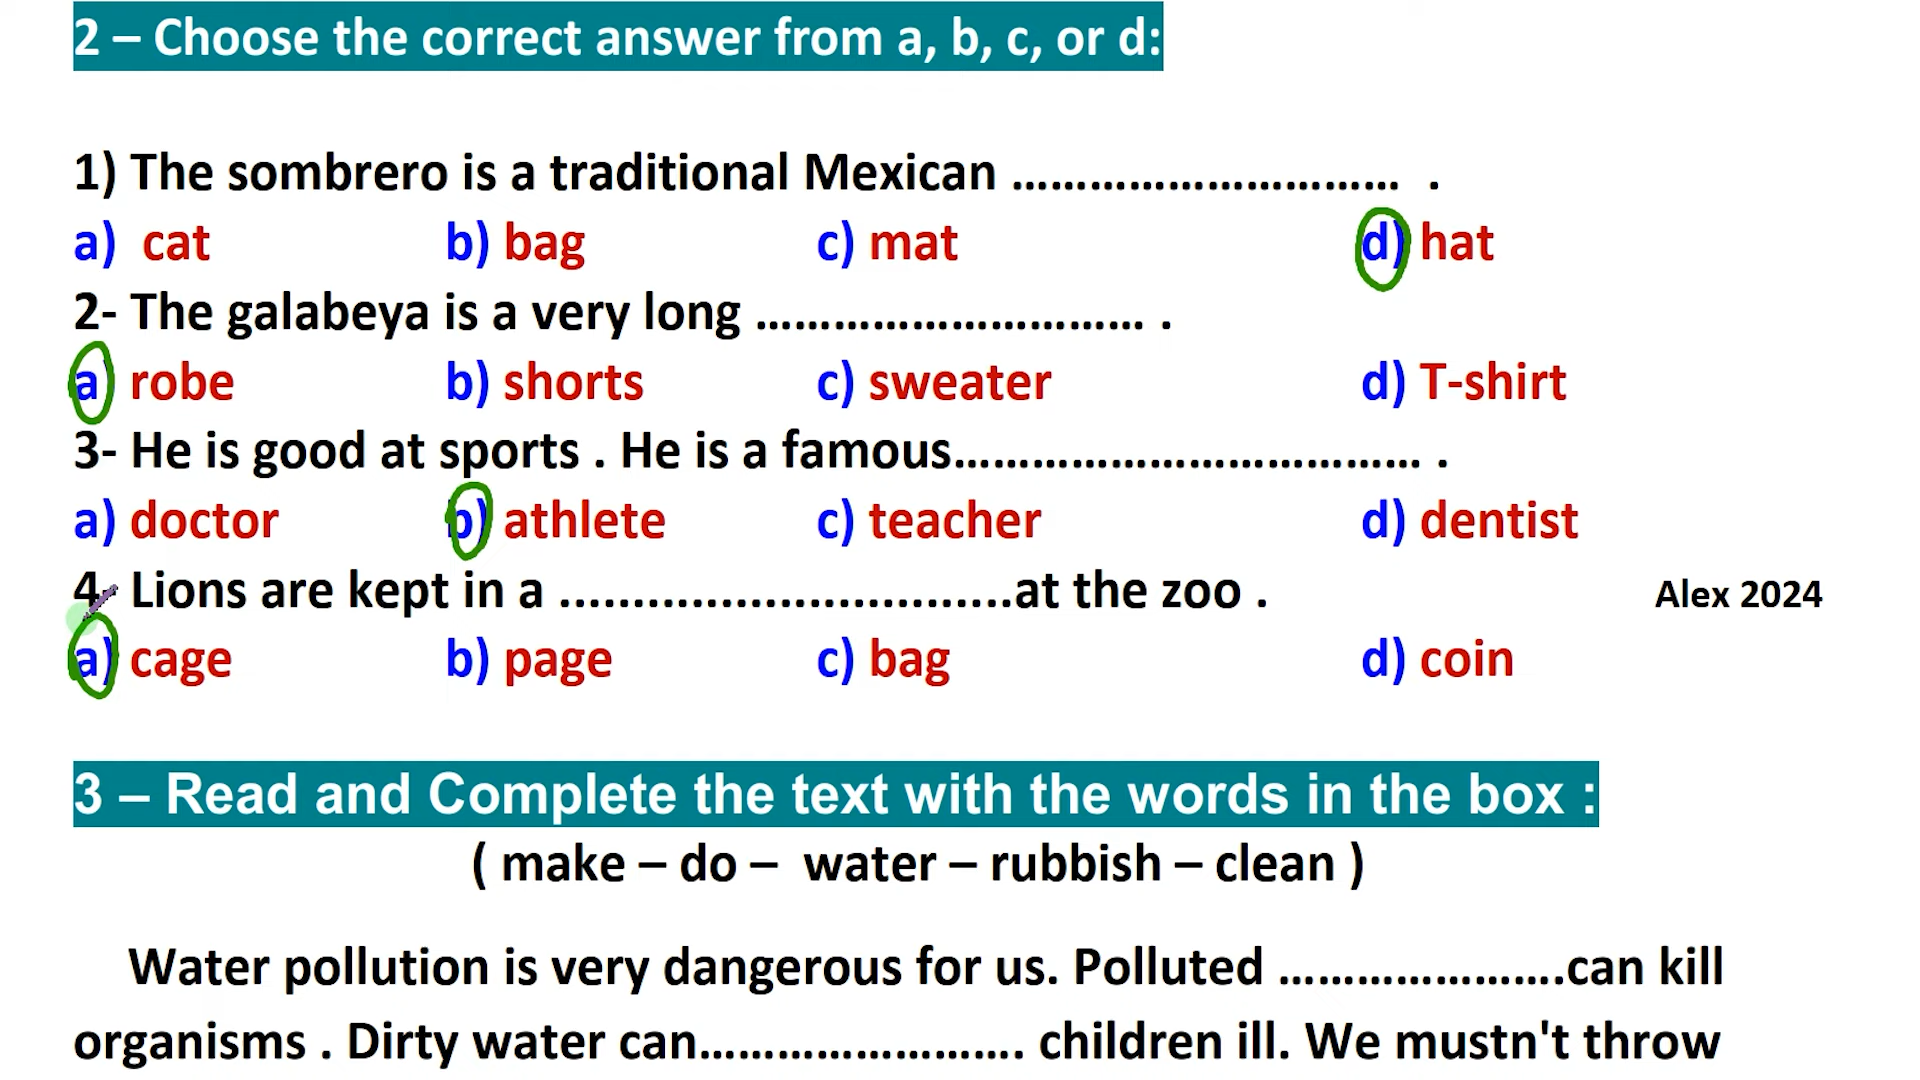 2 – Choose the correct answer from a, b, c, or d:
1) The sombrero is a traditional Mexican ………………………… .
a) cat b) bag c) mat d) hat
2- The galabeya is a very long ………………………… .
a) robe b) shorts c) sweater d) T-shirt
3- He is good at sports . He is a famous……………………………… .
a) doctor b) athlete c) teacher d) dentist
4- Lions are kept in a ...............................at the zoo . Alex 2024
a) cage b) page c) bag d) coin
3 – Read and Complete the text with the words in the box :
( make – do – water – rubbish – clean )
Water pollution is very dangerous for us. Polluted ………………….can kill
organisms . Dirty water can……………………. children ill. We mustn't throw